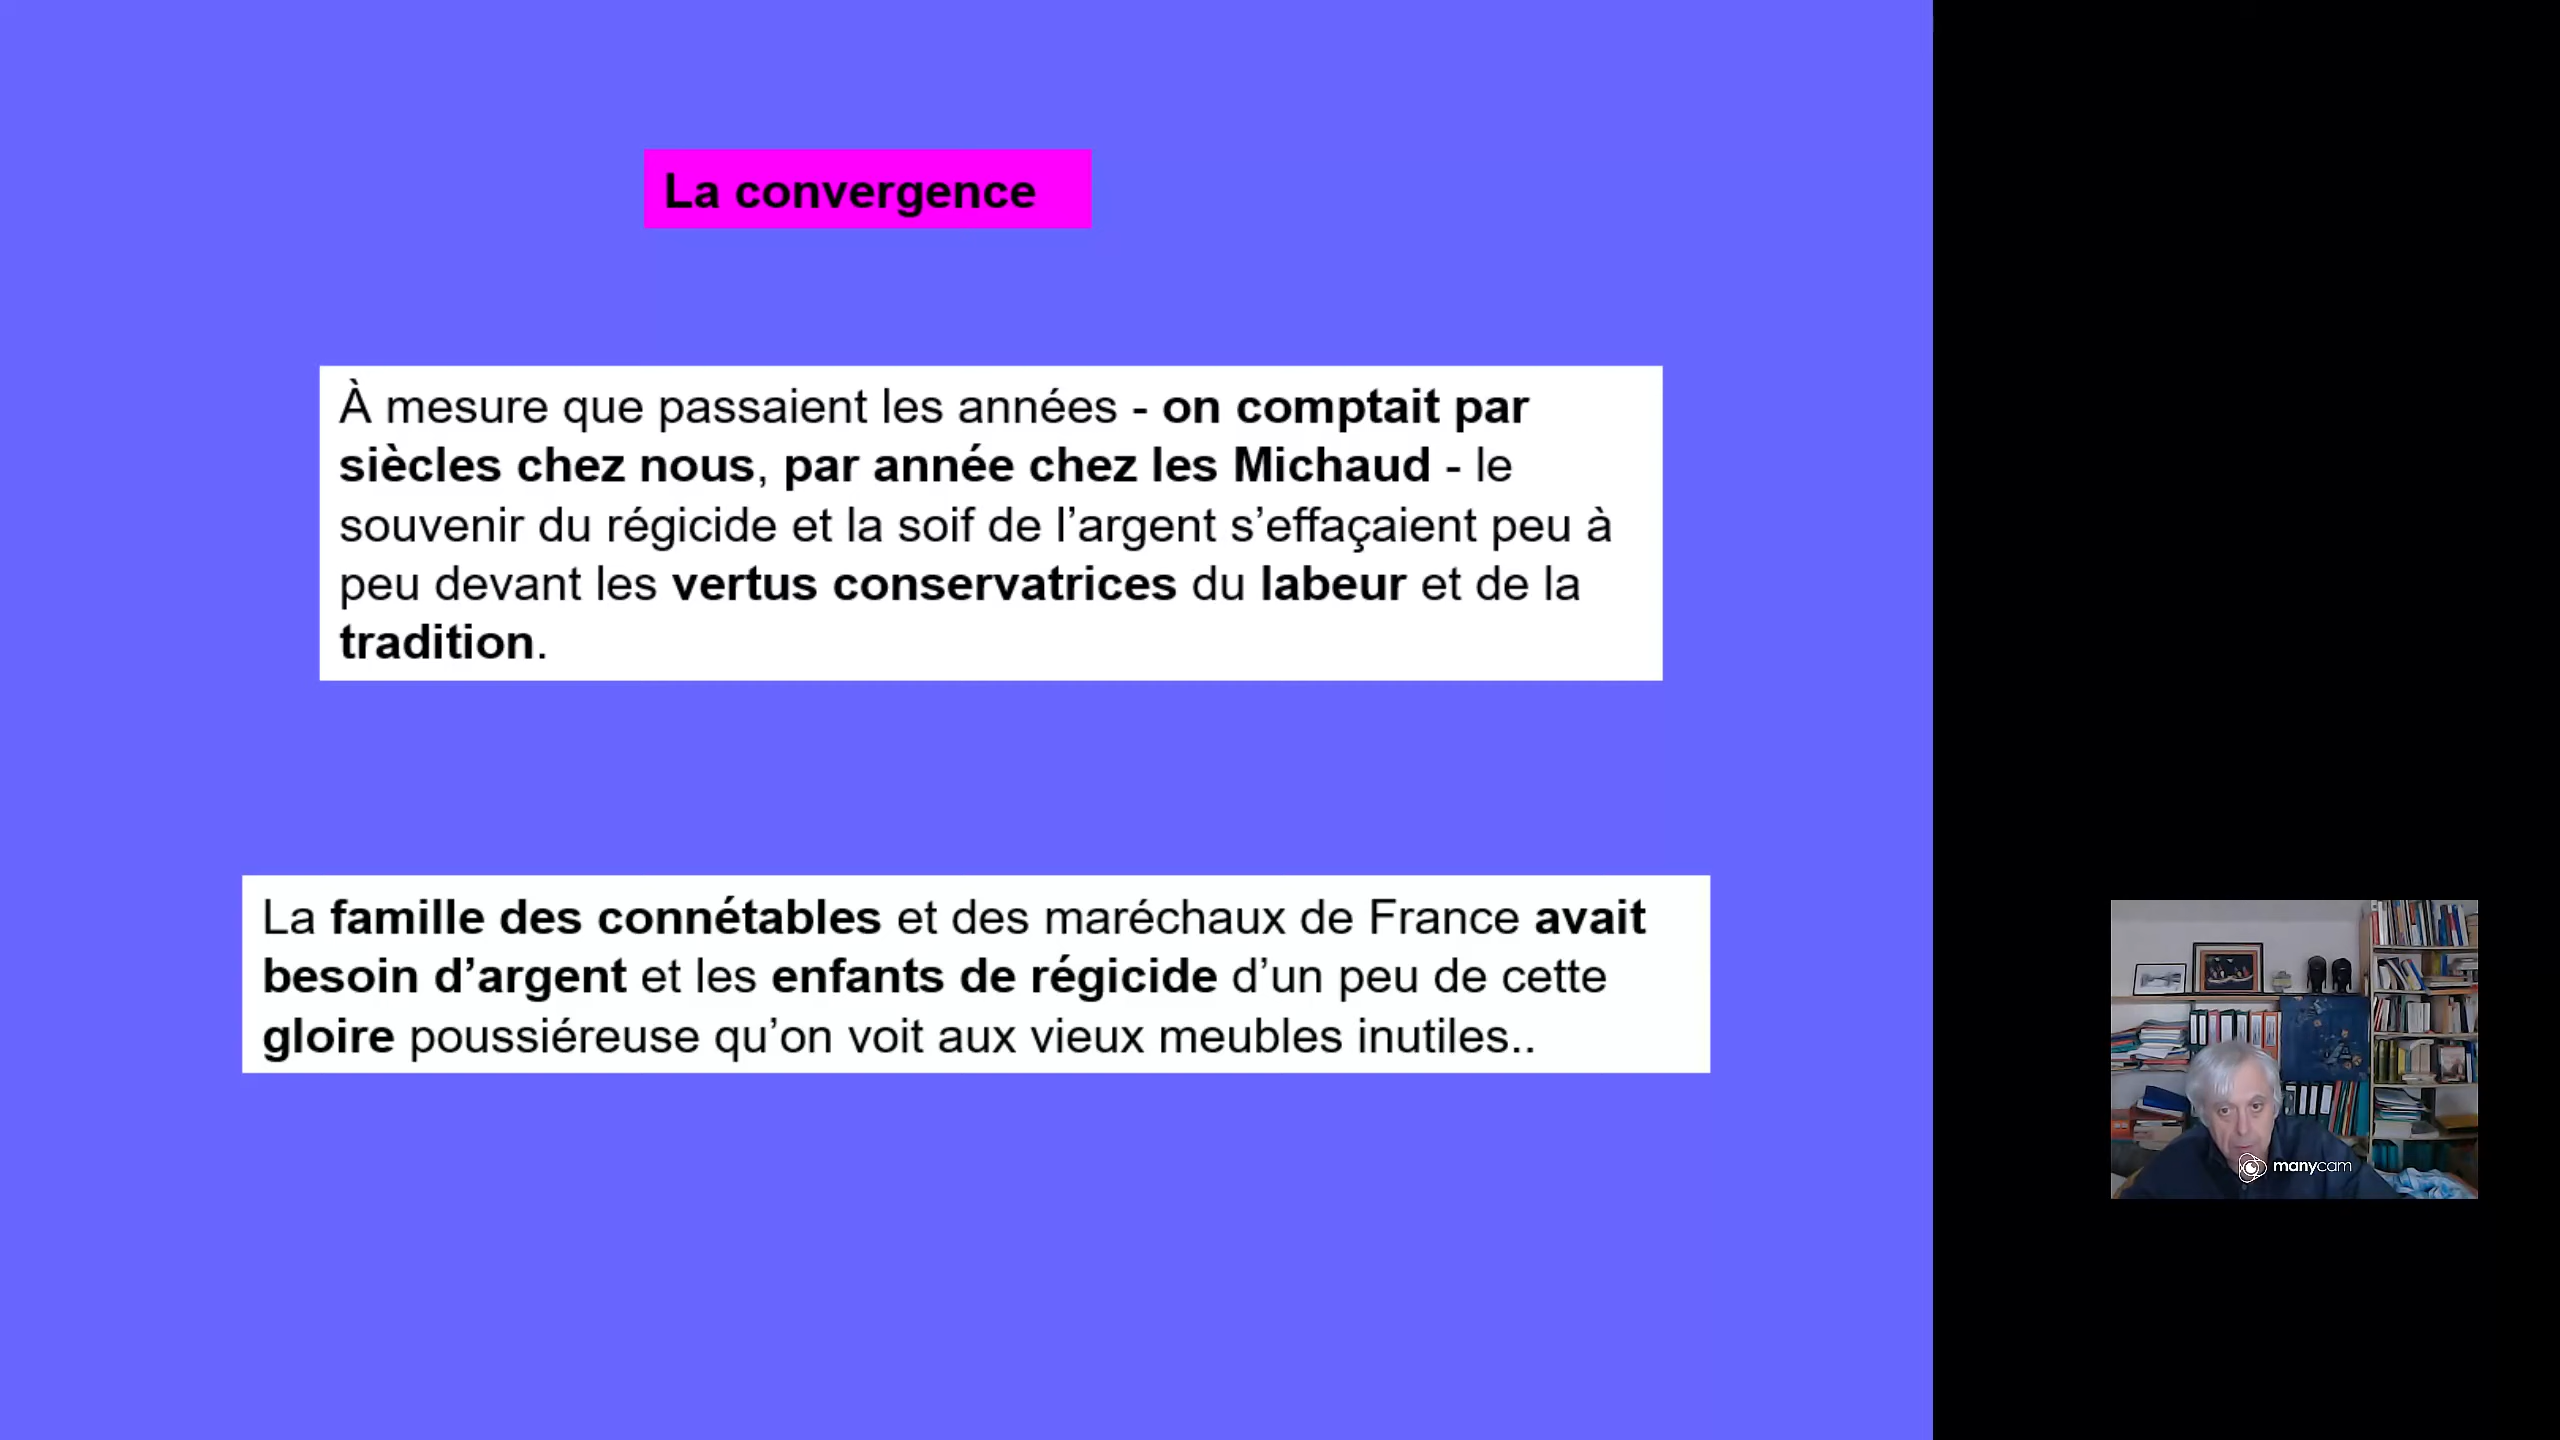 La convergence
À mesure que passaient les années - on comptait par
siècles chez nous, par année chez les Michaud - le
souvenir du régicide et la soif de l’argent s’effaçaient peu à
peu devant les vertus conservatrices du labeur et de la
tradition.
La famille des connétables et des maréchaux de France avait
besoin d’argent et les enfants de régicide d’un peu de cette
gloire poussiéreuse qu’on voit aux vieux meubles inutiles..
manycam